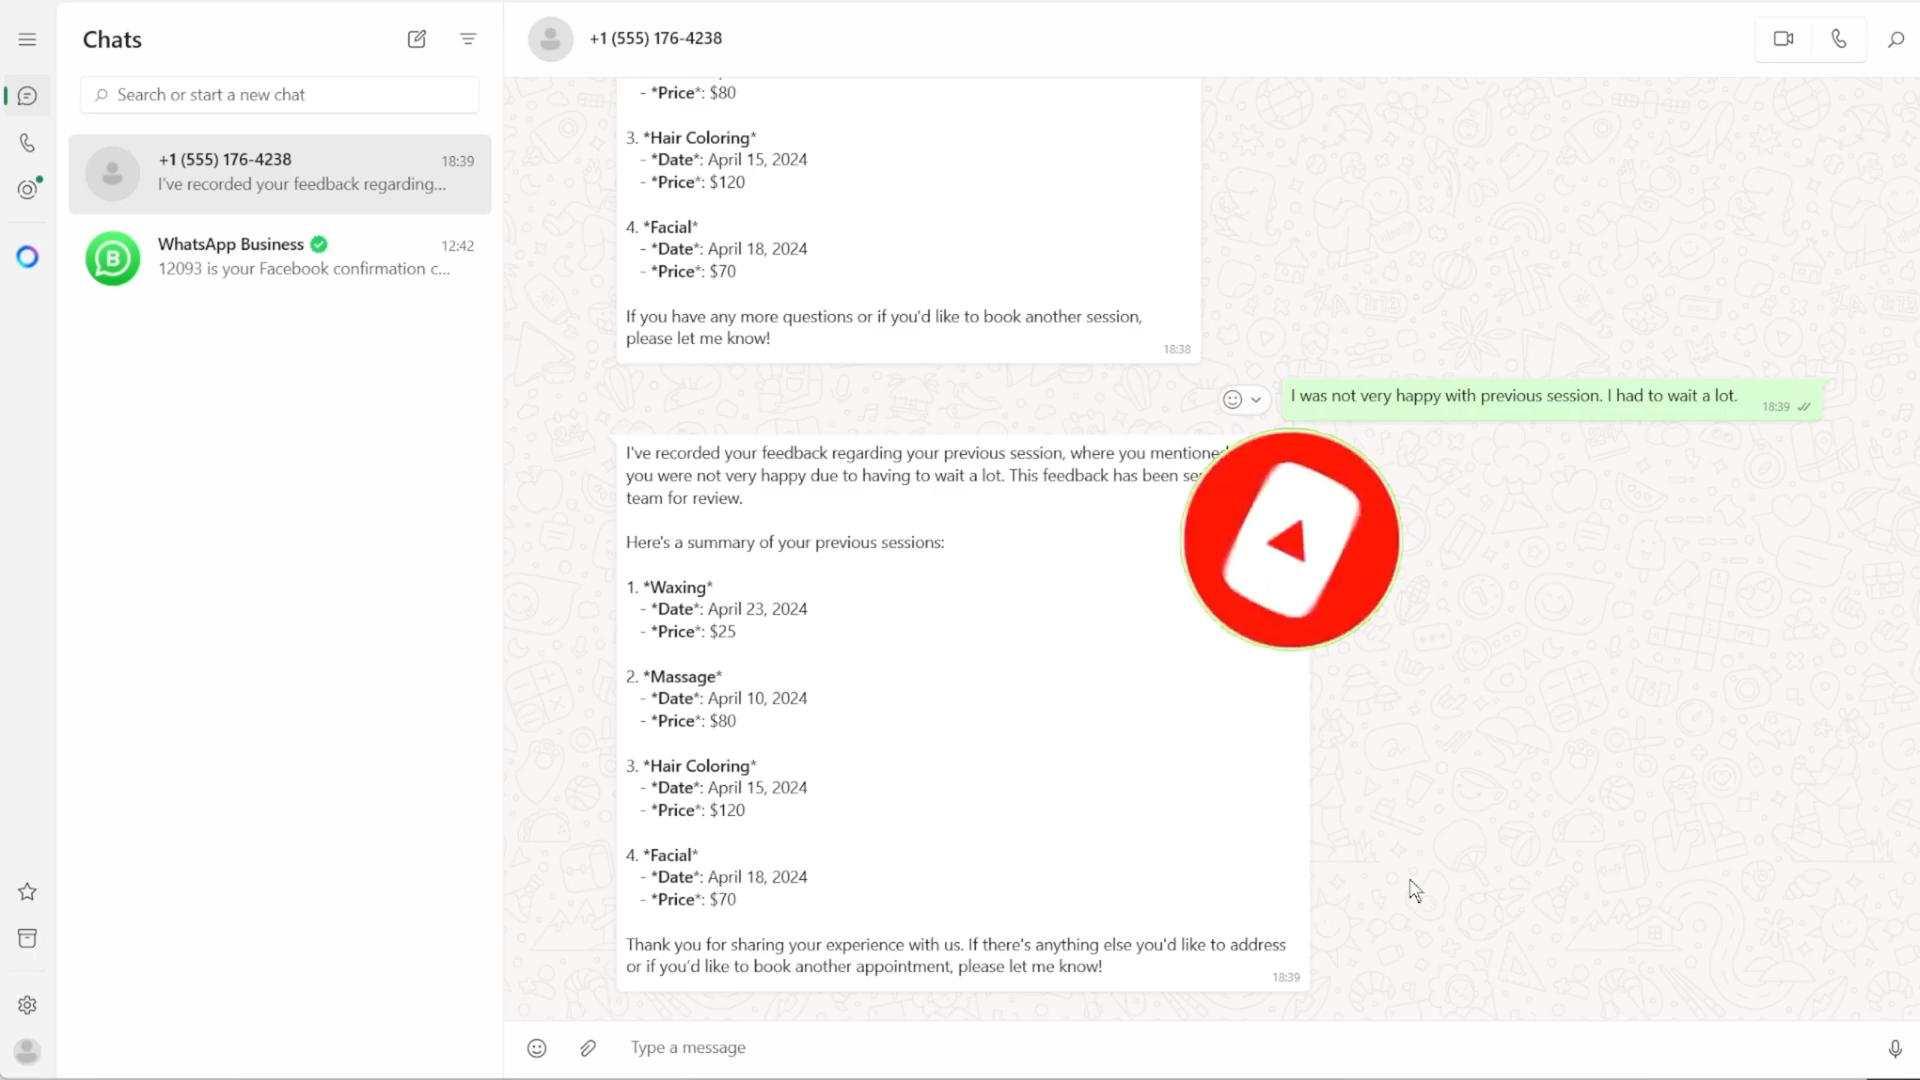 Chats
Search or start a new chat
+1 (555) 176-4238
18:39
I've recorded your feedback regarding...
WhatsApp Business
12:42
12093 is your Facebook confirmation c...
+1 (555) 176-4238
- *Price*: $80
3. *Hair Coloring*
- *Date*: April 15, 2024
- *Price*: $120
4. *Facial*
- *Date*: April 18, 2024
- *Price*: $70
If you have any more questions or if you'd like to book another session,
please let me know!
18:38
I was not very happy with previous session. I had to wait a lot.
18:39
I've recorded your feedback regarding your previous session, where you mentioned
you were not very happy due to having to wait a lot. This feedback has been
team for review.
Here's a summary of your previous sessions:
1. *Waxing*
- *Date*: April 23, 2024
- *Price*: $25
2. *Massage*
- *Date*: April 10, 2024
- *Price*: $80
3. *Hair Coloring*
- *Date*: April 15, 2024
- *Price*: $120
4. *Facial*
- *Date*: April 18, 2024
- *Price*: $70
Thank you for sharing your experience with us. If there's anything else you'd like to address
or if you'd like to book another appointment, please let me know!
18:39
Type a message